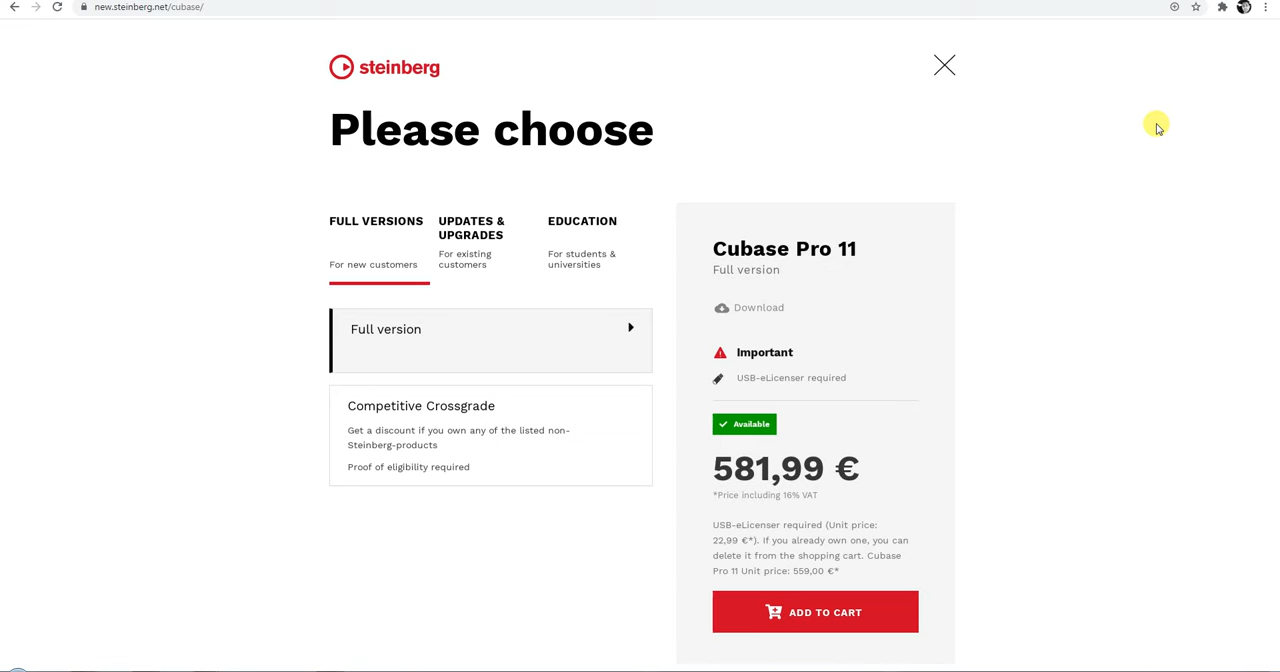 new.steinberg.net/cubase/
steinberg
Please choose
FULL VERSIONS
For new customers
UPDATES &
UPGRADES
For existing
customers
EDUCATION
For students &
universities
Full version
Competitive Crossgrade
Get a discount if you own any of the listed non-
Steinberg-products
Proof of eligibility required
Cubase Pro 11
Full version
Download
Important
USB-eLicenser required
Available
581,99 €
*Price including 16% VAT
USB-eLicenser required (Unit price:
22,99 €*). If you already own one, you can
delete it from the shopping cart. Cubase
Pro 11 Unit price: 559,00 €*
ADD TO CART